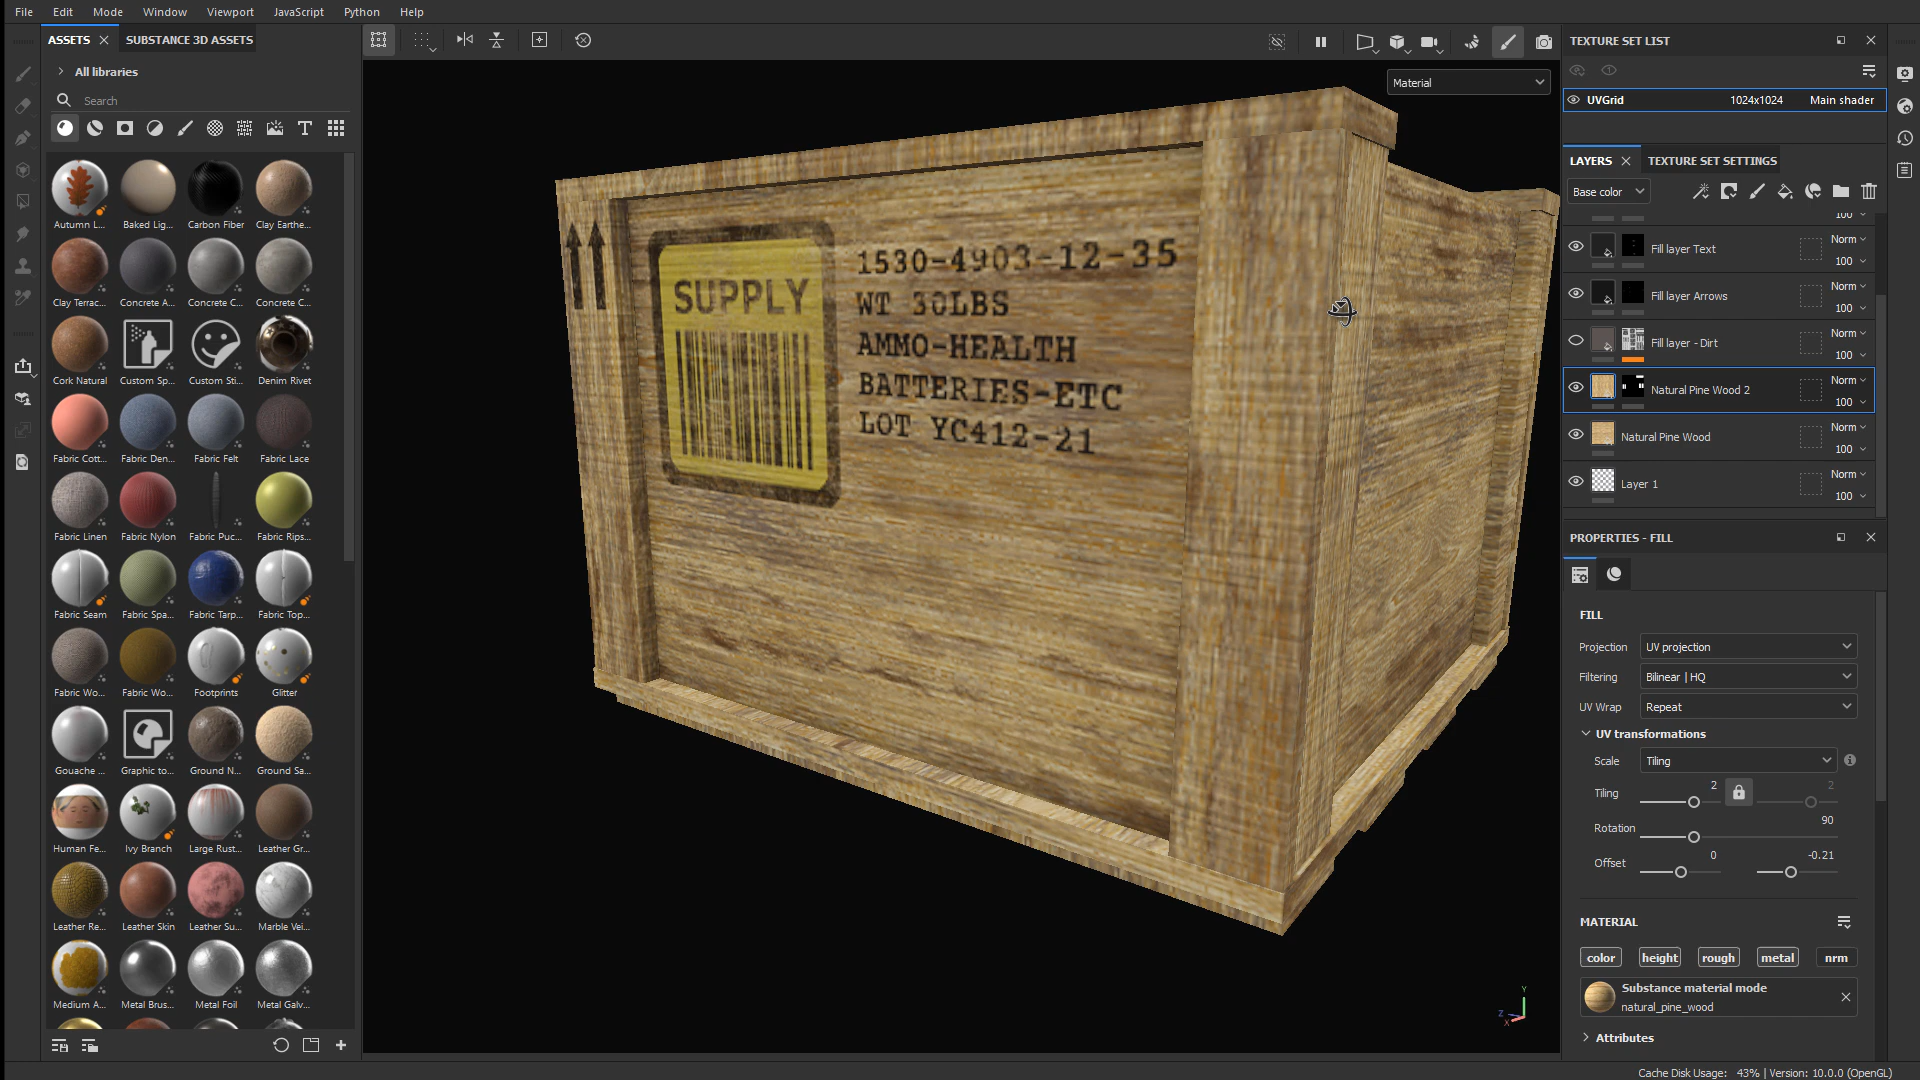 File Edit Mode Window Viewport JavaScript Python Help
ASSETS SUBSTANCE 3D ASSETS
All libraries
Search
Autumn L... Baked Lig... Carbon Fiber Clay Earthe...
Clay Terrac... Concrete A... Concrete C... Concrete C...
Cork Natural Custom Sp... Custom Sti... Denim Rivet
Fabric Cott... Fabric Den... Fabric Felt Fabric Lace
Fabric Linen Fabric Nylon Fabric Puc... Fabric Rips...
Fabric Seam Fabric Spa... Fabric Tarp... Fabric Top...
Fabric Wo... Fabric Wo... Footprints Glitter
Gouache ... Graphic to... Ground N... Ground Sa...
Human Fe... Ivy Branch Large Rust... Leather Gr...
Leather Re... Leather Skin Leather Su... Marble Vei...
Medium A... Metal Brus... Metal Foil Metal Galv...
Material
SUPPLY
1530-4903-12-35
WT 30LBS
AMMO-HEALTH
BATTERIES-ETC
LOT YC412-21
Y
Z
X
TEXTURE SET LIST
UVGrid 1024x1024 Main shader
LAYERS TEXTURE SET SETTINGS
Base color
100
Fill layer Text Norm
100
Fill layer Arrows Norm
100
Fill layer - Dirt Norm
100
Natural Pine Wood 2 Norm
100
Natural Pine Wood Norm
100
Layer 1 Norm
100
PROPERTIES - FILL
FILL
Projection UV projection
Filtering Bilinear | HQ
UV Wrap Repeat
UV transformations
Scale Tiling
Tiling 2 2
Rotation 90
Offset 0 -0.21
MATERIAL
color height rough metal nrm
Substance material mode
natural_pine_wood
Attributes
Cache Disk Usage: 43% | Version: 10.0.0 (OpenGL)